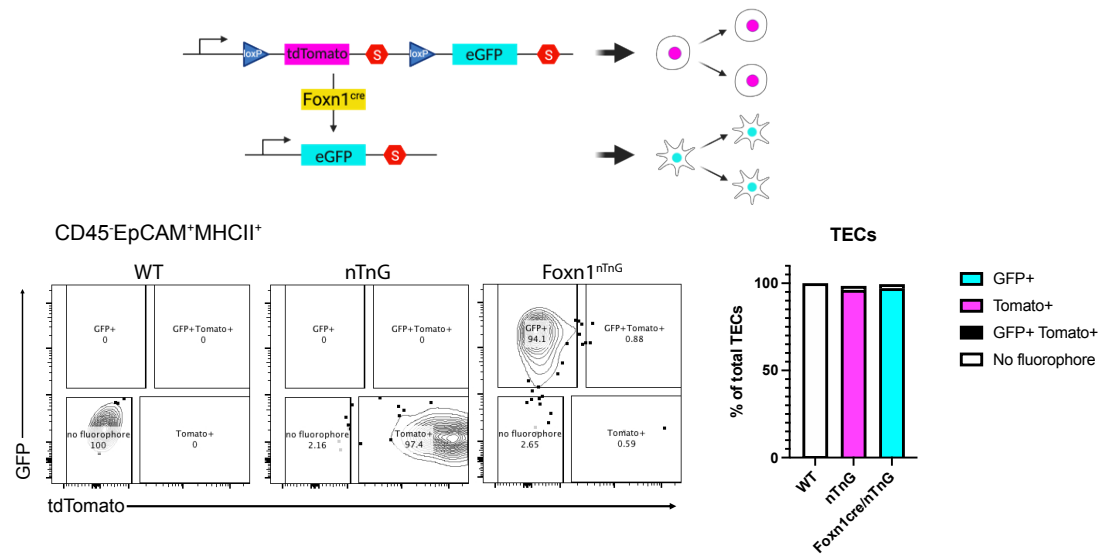 loxP tdTomato S loxP eGFP S
Foxn1cre
eGFP S
CD45-EpCAM+MHCII+
TECs
WT nTnG Foxn1nTnG
GFP+
0
GFP+Tomato+
0
no fluorophore
100
Tomato+
0
GFP+
0
GFP+Tomato+
0
no fluorophore
2.16
Tomato+
97.4
GFP+
94.1
GFP+Tomato+
0.88
no fluorophore
2.65
Tomato+
0.59
GFP
tdTomato
% of total TECs
100
50
0
WT
nTnG
Foxn1cre/nTnG
GFP+
Tomato+
GFP+ Tomato+
No fluorophore